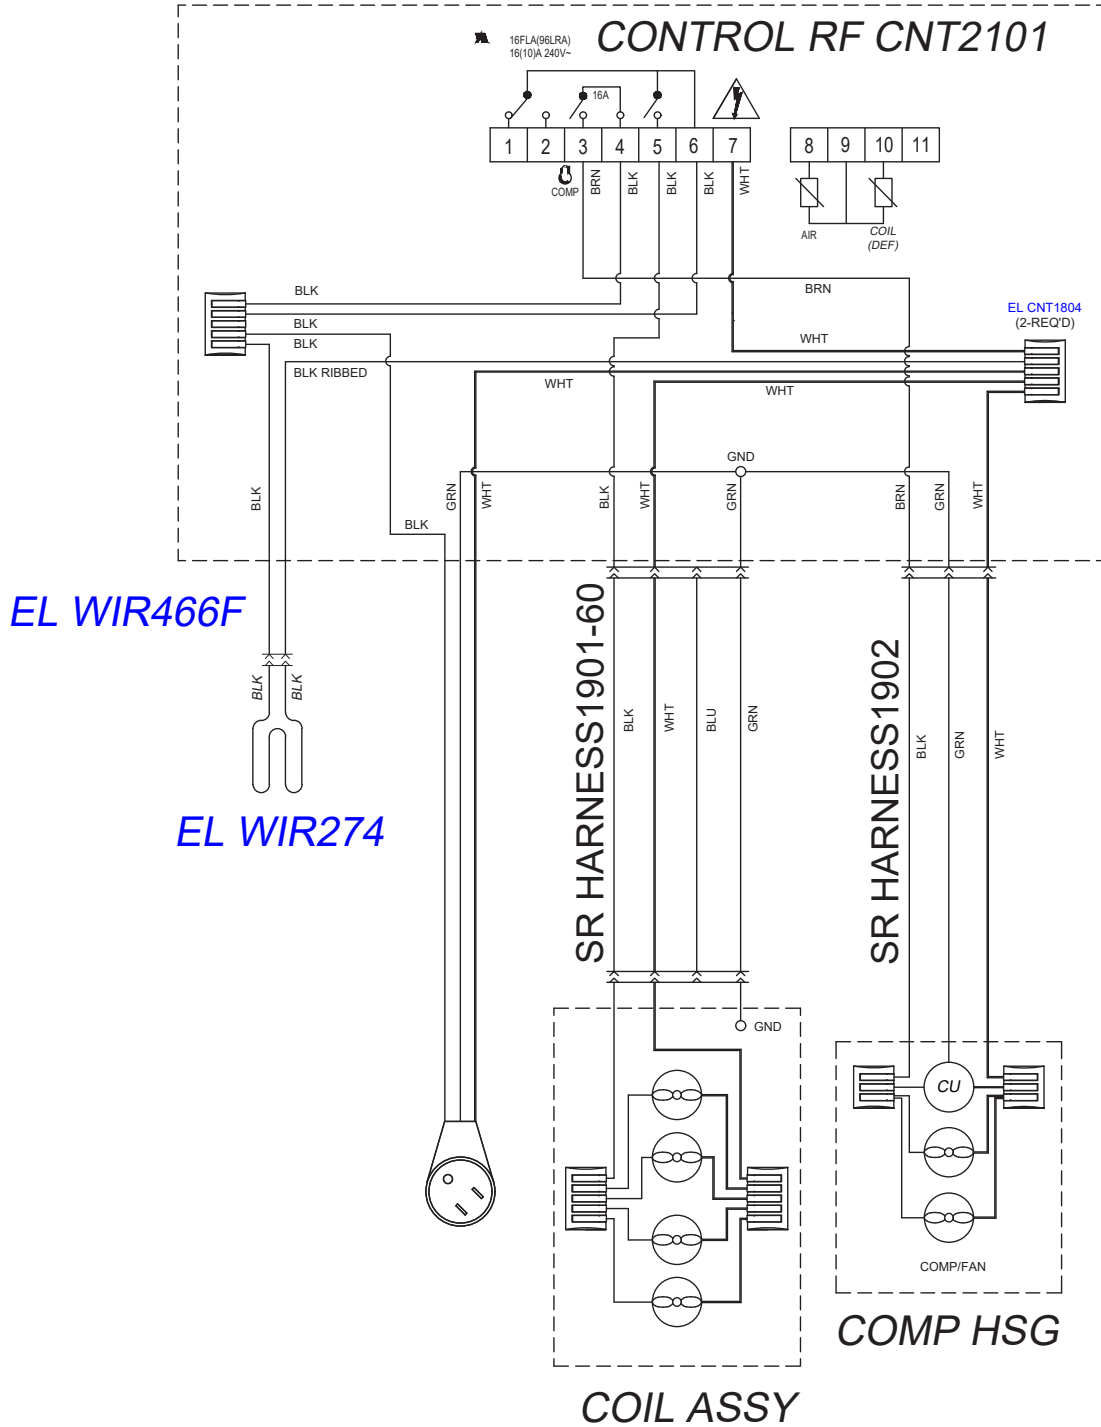 CONTROL RF CNT2101
16FLA(96LRA)
16(10)A 240V~
16A
1 2 3 4 5 6 7
8 9 10 11
COMP
BRN
BLK
BLK
BLK
WHT
AIR
COIL
(DEF)
BLK
BRN
EL CNT1804
(2-REQ'D)
BLK
BLK
WHT
BLK RIBBED
WHT
WHT
GND
BLK
GRN
WHT
BLK
WHT
GRN
BRN
GRN
WHT
BLK
EL WIR466F
BLK
BLK
EL WIR274
SR HARNESS1901-60
BLK
WHT
BLU
GRN
SR HARNESS1902
BLK
GRN
WHT
GND
CU
COMP/FAN
COMP HSG
COIL ASSY